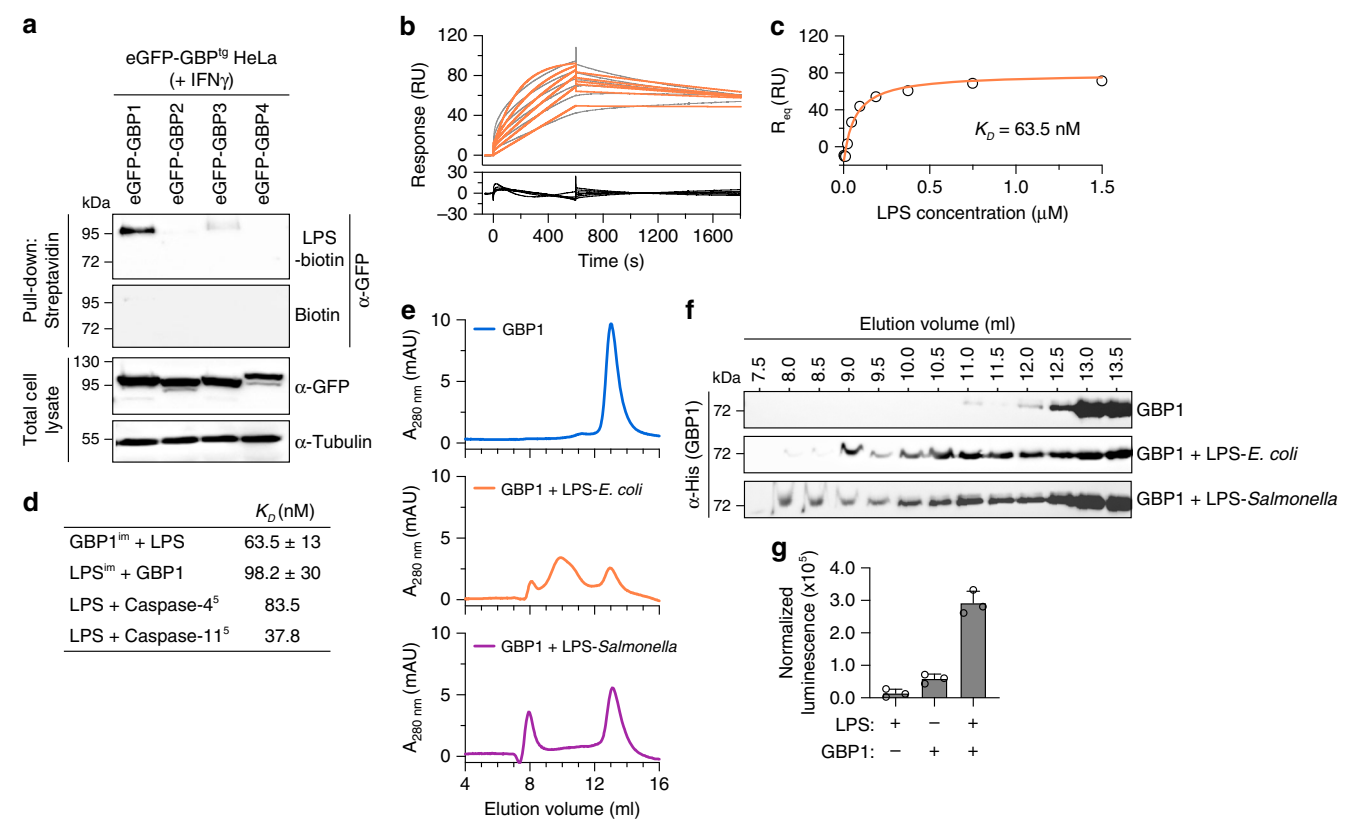 a
eGFP-GBPtg HeLa
(+ IFNγ)
eGFP-GBP1
eGFP-GBP2
eGFP-GBP3
eGFP-GBP4
kDa
Pull-down:
Streptavidin
95
72
LPS
-biotin
95
72
Biotin
α-GFP
Total cell
lysate
130
95
α-GFP
55
α-Tubulin
b
Response (RU)
120
80
40
0
30
0
–30
0 400 800 1200 1600
Time (s)
c
Req (RU)
120
80
40
0
KD = 63.5 nM
0.0 0.5 1.0 1.5
LPS concentration (μM)
d
KD (nM)
GBP1im + LPS 63.5 ± 13
LPSim + GBP1 98.2 ± 30
LPS + Caspase-45 83.5
LPS + Caspase-115 37.8
e
A280 nm (mAU)
10
5
0
GBP1
A280 nm (mAU)
10
5
0
GBP1 + LPS-E. coli
A280 nm (mAU)
10
5
0
GBP1 + LPS-Salmonella
4 8 12 16
Elution volume (ml)
f
Elution volume (ml)
kDa
7.5 8.0 8.5 9.0 9.5 10.0 10.5 11.0 11.5 12.0 12.5 13.0 13.5
α-His (GBP1)
72 GBP1
72 GBP1 + LPS-E. coli
72 GBP1 + LPS-Salmonella
g
Normalized
luminescence (x105)
4.0
3.0
2.0
1.0
0.0
LPS: + – +
GBP1: – + +